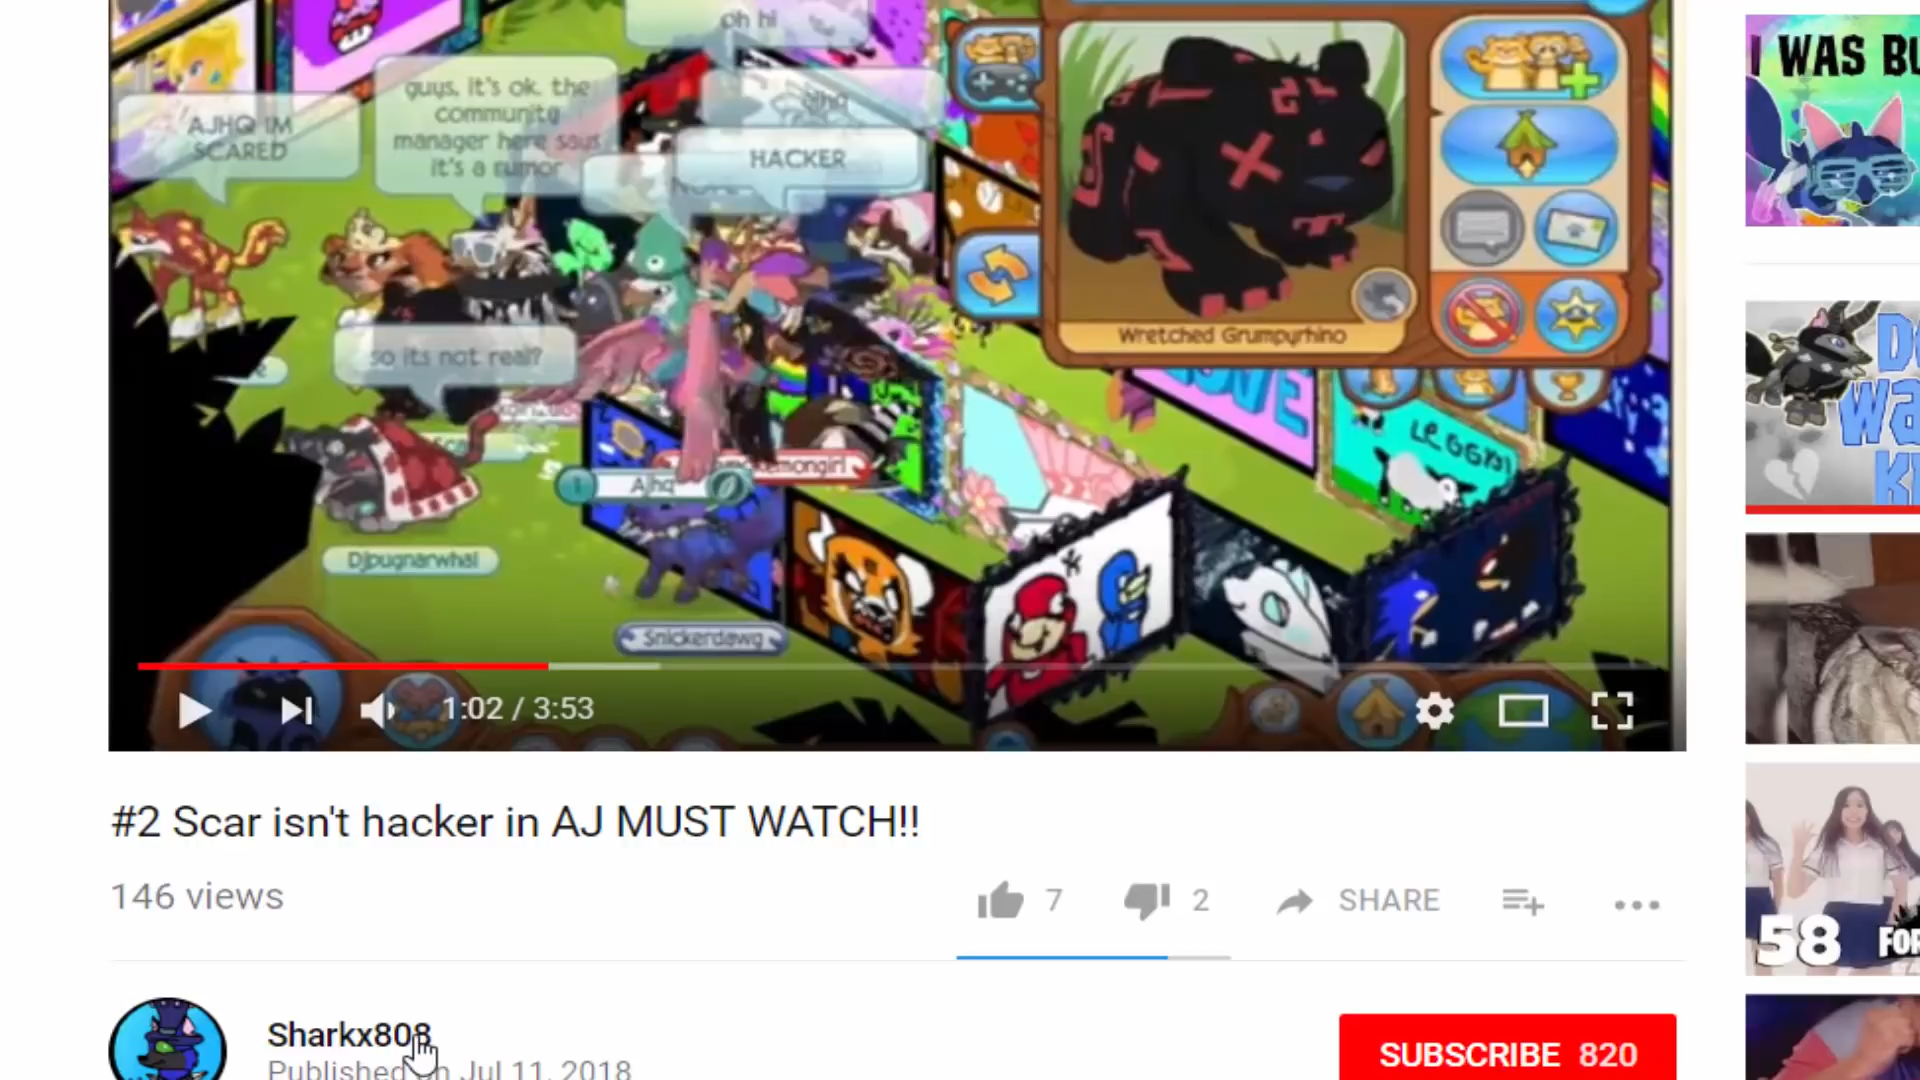 oh hi
I WAS BU
guys, it's ok. the
community
manager here says
it's a rumor
AJHQ IM
SCARED
HACKER
Wretched Grumpyrhino
so its not real?
LOVE
Ajhq
Djpugnarwhal
Snickerdawg
1:02 / 3:53
#2 Scar isn't hacker in AJ MUST WATCH!!
146 views
7
2
SHARE
58
FOR
Sharkx808
Published on Jul 11, 2018
SUBSCRIBE 820